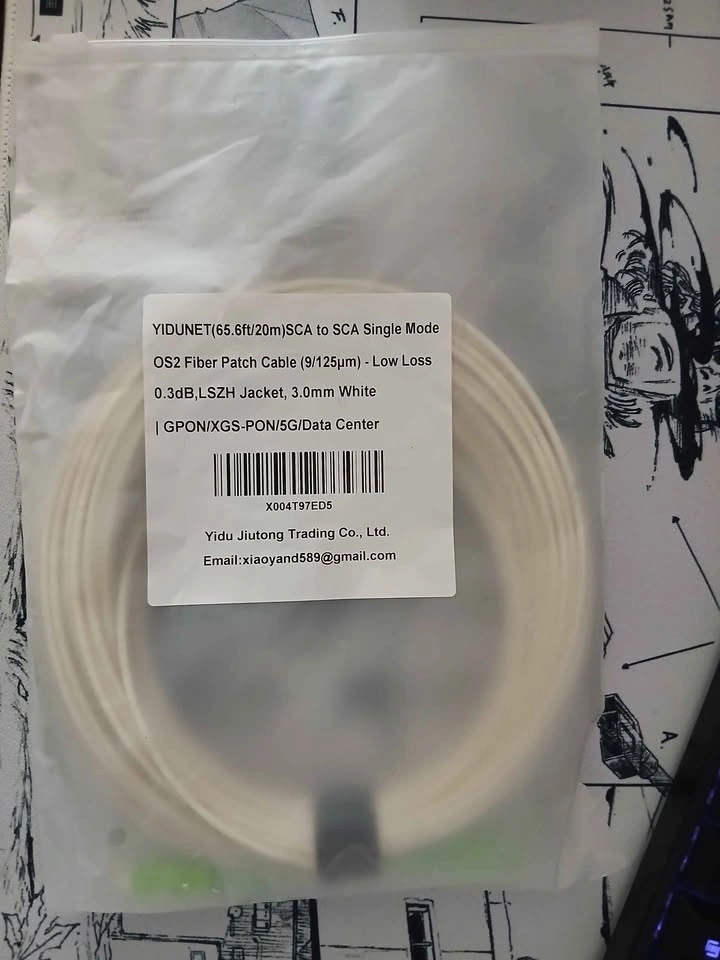 F.
YIDUNET(65.6ft/20m)SCA to SCA Single Mode
OS2 Fiber Patch Cable (9/125μm) - Low Loss
0.3dB,LSZH Jacket, 3.0mm White
| GPON/XGS-PON/5G/Data Center
X004T97ED5
Yidu Jiutong Trading Co., Ltd.
Email:xiaoyand589@gmail.com
A.